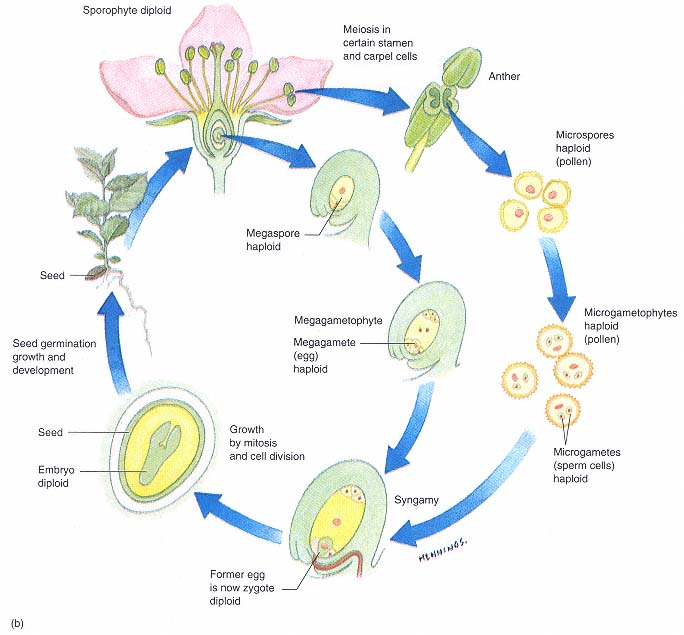 Sporophyte diploid
Meiosis in
certain stamen
and carpel cells
Anther
Microspores
haploid
(pollen)
Megaspore
haploid
Seed
Megagametophyte
Megagamete
(egg)
haploid
Microgametophytes
haploid
(pollen)
Seed germination
growth and
development
Seed
Embryo
diploid
Growth
by mitosis
and cell division
Syngamy
Microgametes
(sperm cells)
haploid
HENNINGS.
Former egg
is now zygote
diploid
(b)